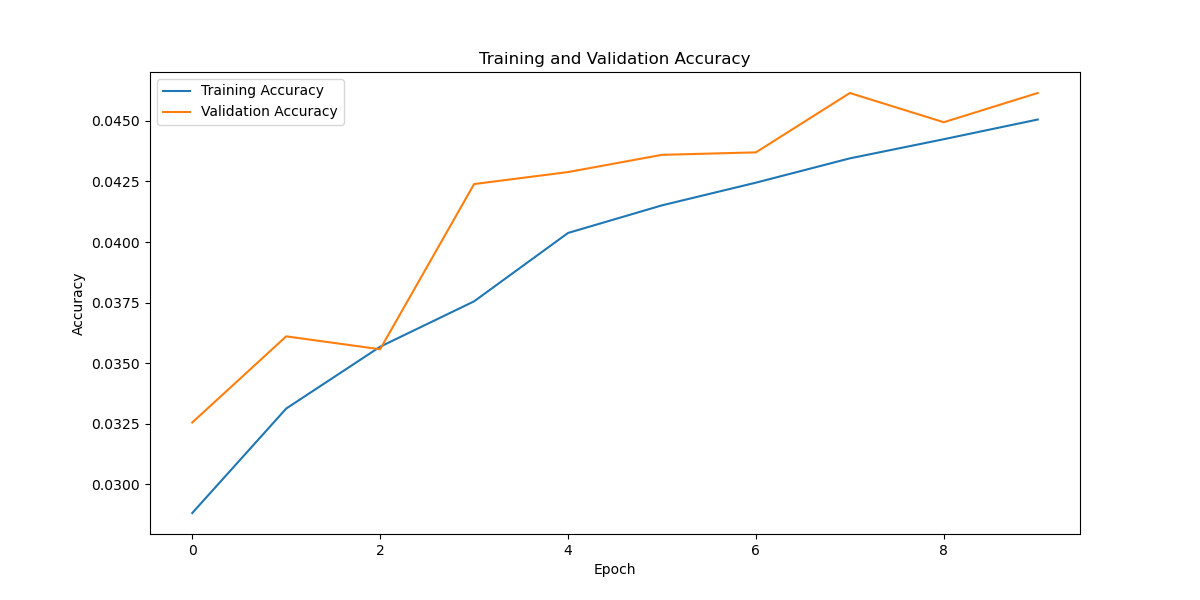 Training and Validation Accuracy
Training Accuracy
Validation Accuracy
0.0450
0.0425
0.0400
0.0375
0.0350
0.0325
0.0300
Accuracy
0 2 4 6 8
Epoch